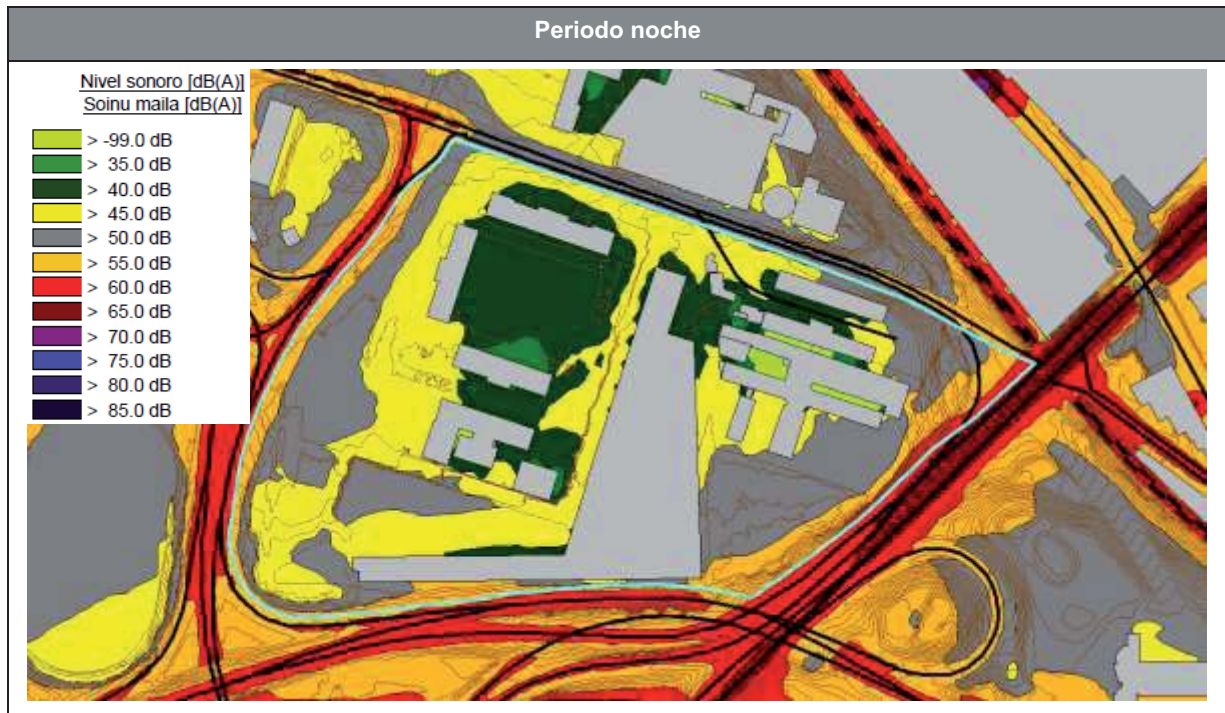 Periodo noche
Nivel sonoro [dB(A)]
Soinu maila [dB(A)]
> -99.0 dB
> 35.0 dB
> 40.0 dB
> 45.0 dB
> 50.0 dB
> 55.0 dB
> 60.0 dB
> 65.0 dB
> 70.0 dB
> 75.0 dB
> 80.0 dB
> 85.0 dB